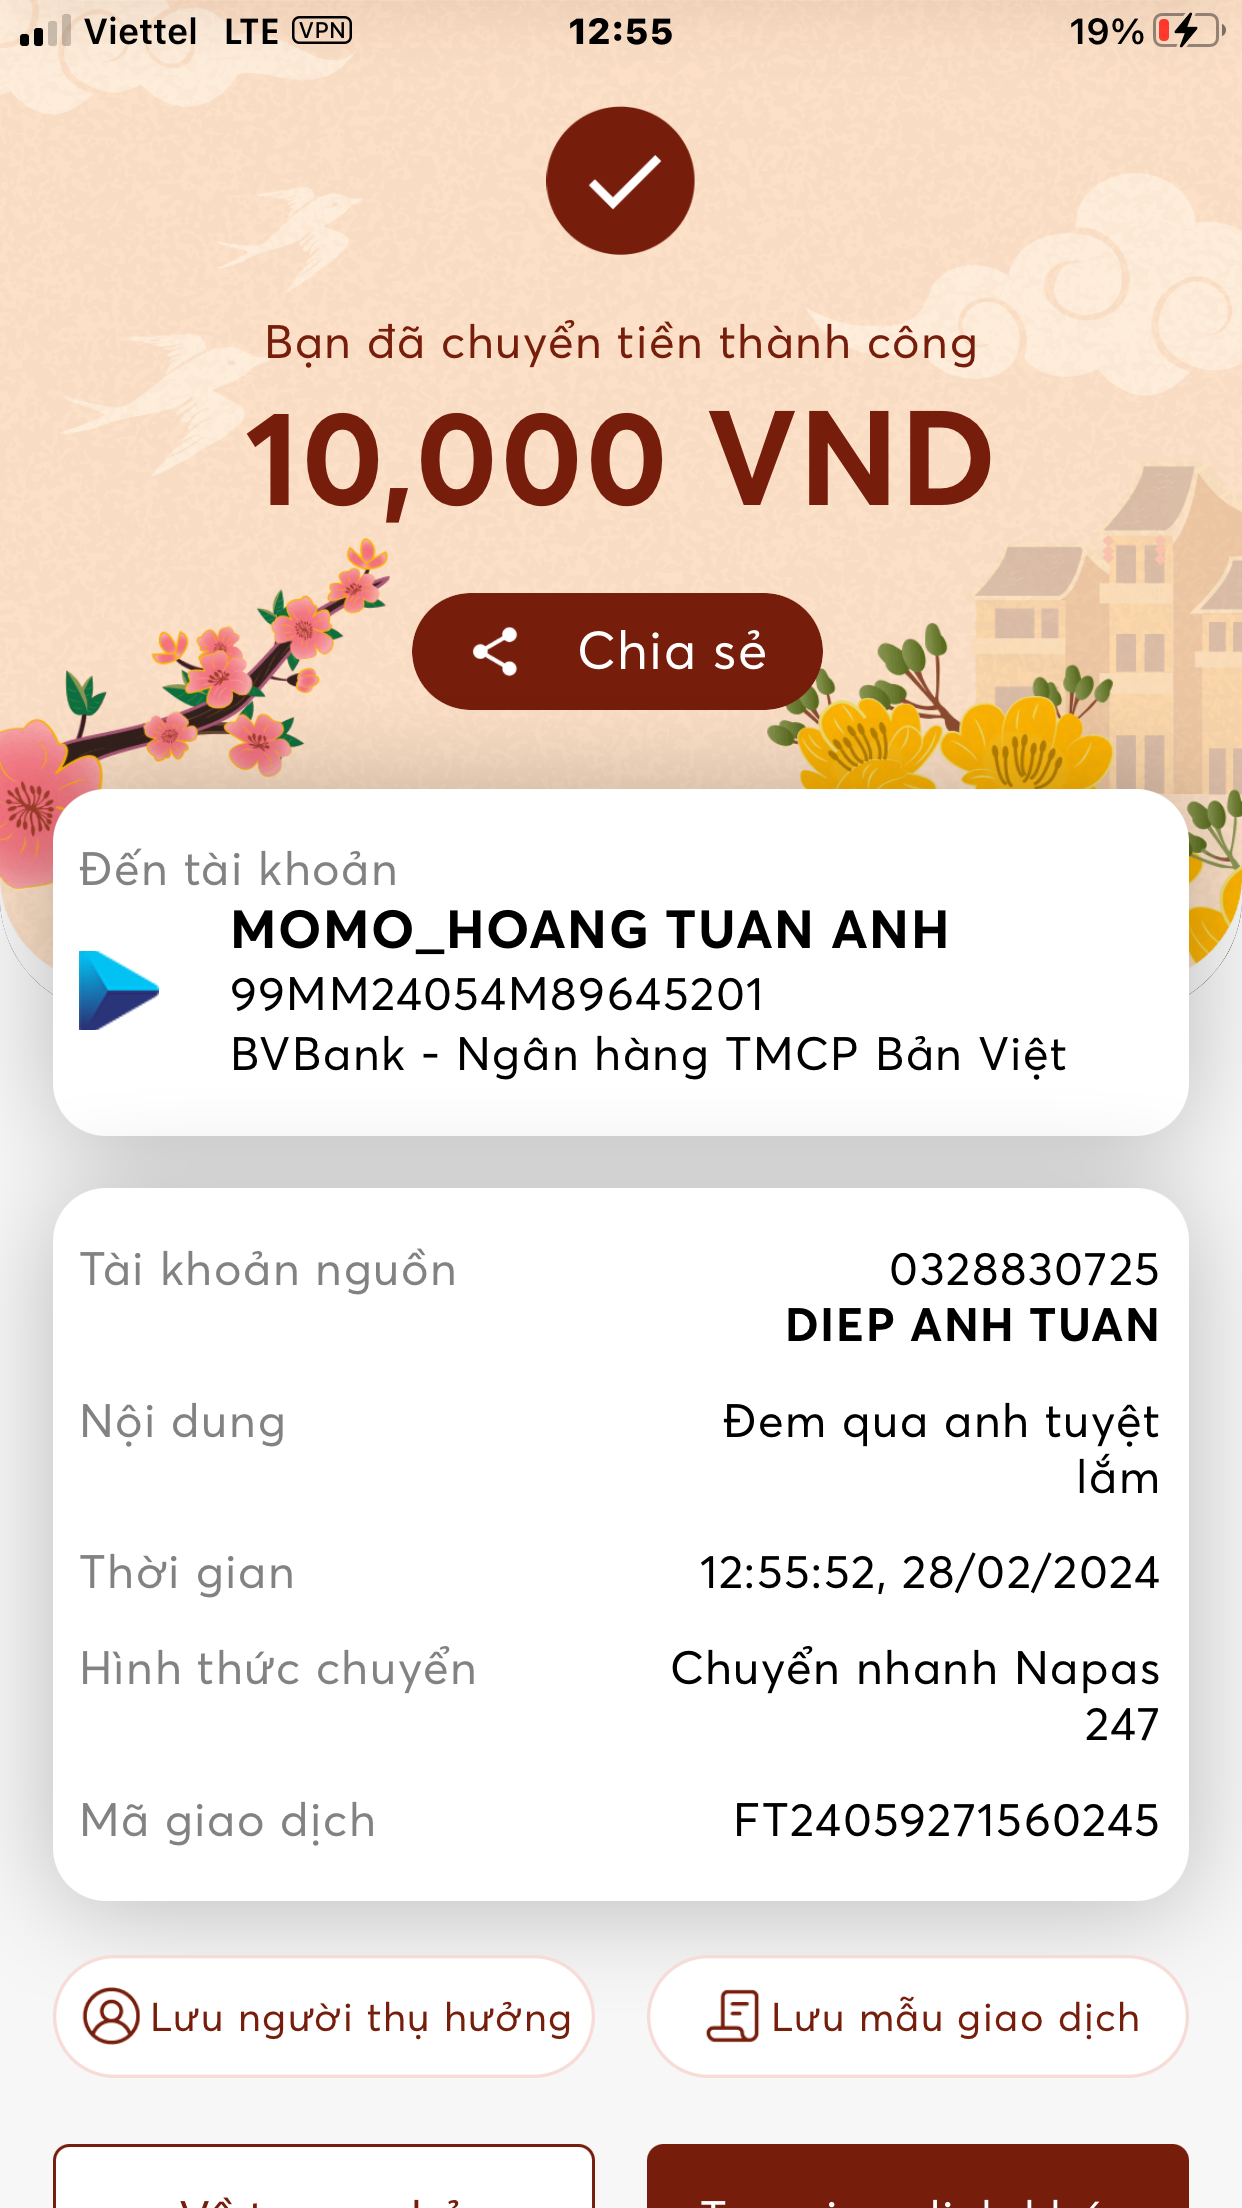 Viettel LTE VPN 12:55 19%
Bạn đã chuyển tiền thành công
10,000 VND
Chia sẻ
Đến tài khoản
MOMO_HOANG TUAN ANH
99MM24054M89645201
BVBank - Ngân hàng TMCP Bản Việt
Tài khoản nguồn 0328830725
DIEP ANH TUAN
Nội dung Đem qua anh tuyệt
lắm
Thời gian 12:55:52, 28/02/2024
Hình thức chuyển Chuyển nhanh Napas
247
Mã giao dịch FT24059271560245
Lưu người thụ hưởng Lưu mẫu giao dịch